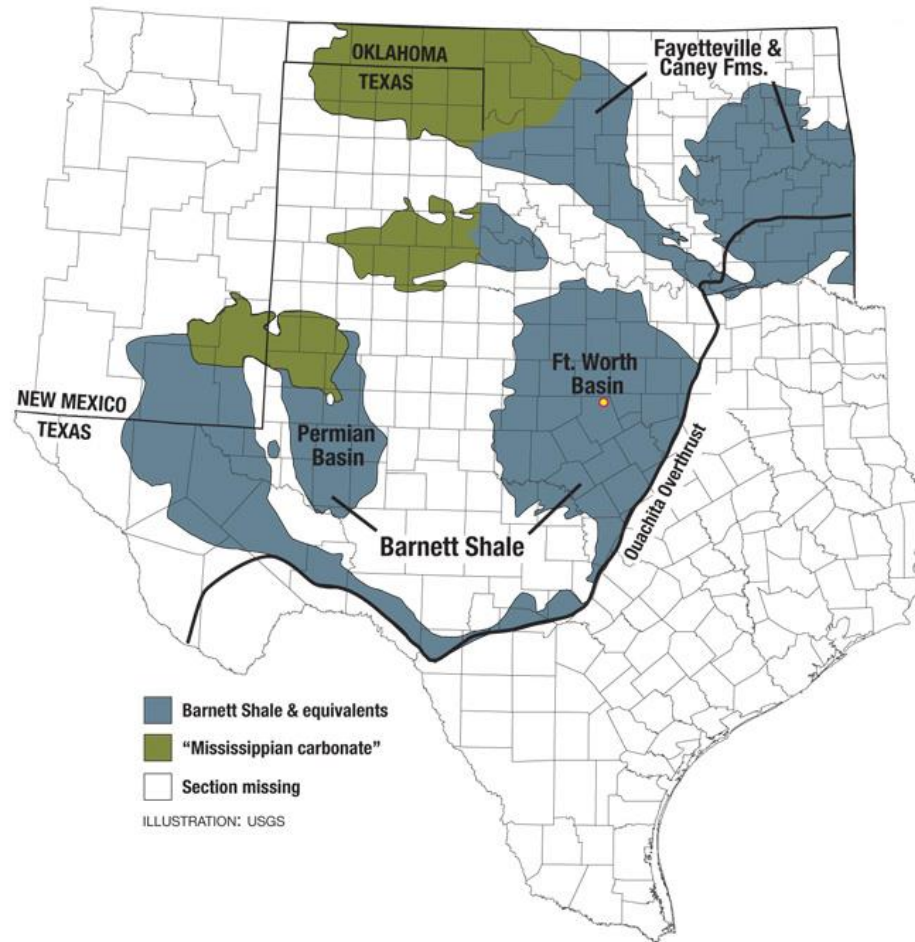 OKLAHOMA
TEXAS
Fayetteville &
Caney Fms.
Ft. Worth
Basin
NEW MEXICO
TEXAS
Permian
Basin
Ouachita Overthrust
Barnett Shale
Barnett Shale & equivalents
“Mississippian carbonate”
Section missing
ILLUSTRATION: USGS